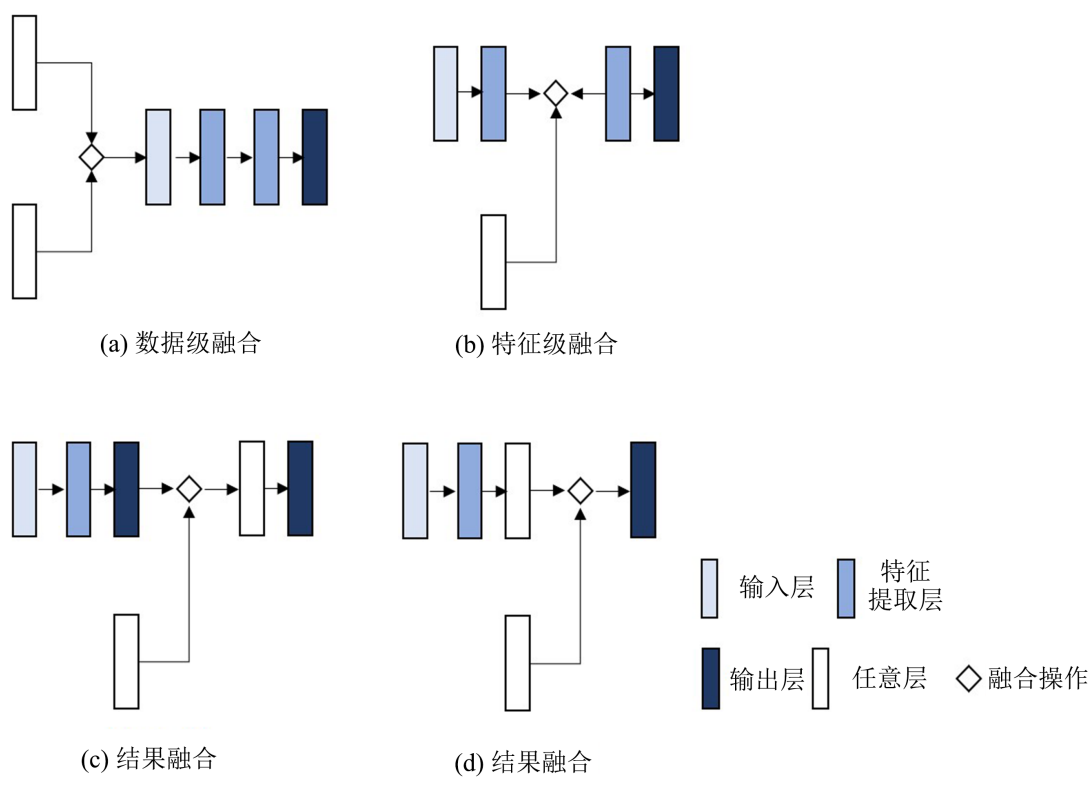 (a) 数据级融合
(b) 特征级融合
(c) 结果融合
(d) 结果融合
输入层
特征
提取层
输出层
任意层
融合操作